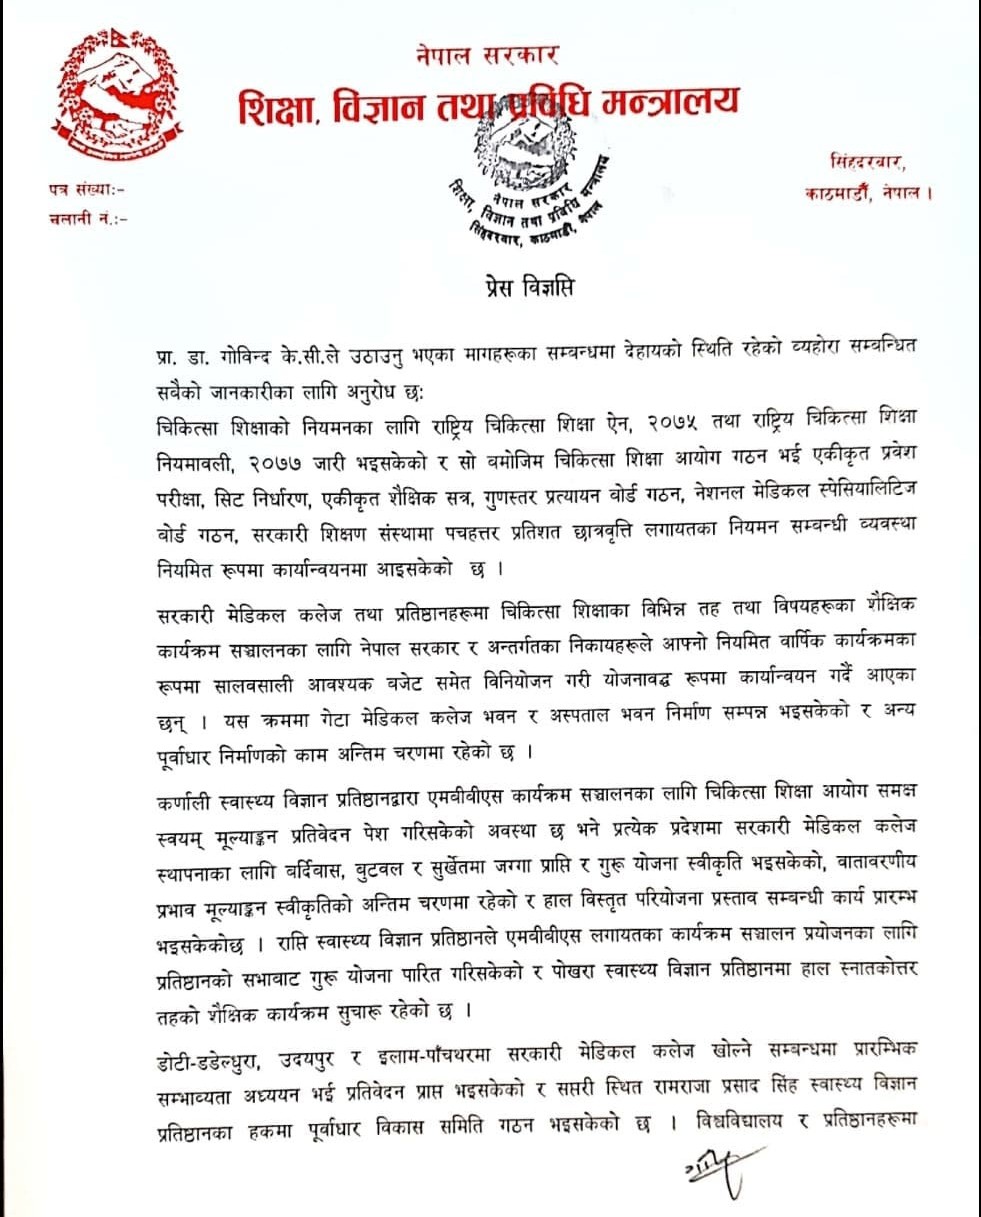 नेपाल सरकार
शिक्षा, विज्ञान तथा प्रविधि मन्त्रालय
सिंहदरवार,
काठमाडौं, नेपाल ।
पत्र संख्याः-
चलानी नं.:-
नेपाल सरकार
शिक्षा, विज्ञान तथा प्रविधि मन्त्रालय
सिंहदरवार, काठमाडौं, नेपाल
प्रेस विज्ञप्ति
प्रा. डा. गोविन्द के.सी.ले उठाउनु भएका मागहरूका सम्बन्धमा देहायको स्थिति रहेको व्यहोरा सम्बन्धित
सबैको जानकारीका लागि अनुरोध छः
चिकित्सा शिक्षाको नियमनका लागि राष्ट्रिय चिकित्सा शिक्षा ऐन, २०७५ तथा राष्ट्रिय चिकित्सा शिक्षा
नियमावली, २०७७ जारी भइसकेको र सो बमोजिम चिकित्सा शिक्षा आयोग गठन भई एकीकृत प्रवेश
परीक्षा, सिट निर्धारण, एकीकृत शैक्षिक सत्र, गुणस्तर प्रत्यायन बोर्ड गठन, नेशनल मेडिकल स्पेसियालिटिज
बोर्ड गठन, सरकारी शिक्षण संस्थामा पचहत्तर प्रतिशत छात्रवृत्ति लगायतका नियमन सम्बन्धी व्यवस्था
नियमित रूपमा कार्यान्वयनमा आइसकेको छ ।
सरकारी मेडिकल कलेज तथा प्रतिष्ठानहरूमा चिकित्सा शिक्षाका विभिन्न तह तथा विषयहरूका शैक्षिक
कार्यक्रम सञ्चालनका लागि नेपाल सरकार र अन्तर्गतका निकायहरूले आफ्नो नियमित वार्षिक कार्यक्रमका
रूपमा सालबसाली आवश्यक बजेट समेत विनियोजन गरी योजनावद्ध रूपमा कार्यान्वयन गर्दै आएका
छन् । यस क्रममा गेटा मेडिकल कलेज भवन र अस्पताल भवन निर्माण सम्पन्न भइसकेको र अन्य
पूर्वाधार निर्माणको काम अन्तिम चरणमा रहेको छ ।
कर्णाली स्वास्थ्य विज्ञान प्रतिष्ठानद्वारा एमबीबीएस कार्यक्रम सञ्चालनका लागि चिकित्सा शिक्षा आयोग समक्ष
स्वयम् मूल्याङ्कन प्रतिवेदन पेश गरिसकेको अवस्था छ भने प्रत्येक प्रदेशमा सरकारी मेडिकल कलेज
स्थापनाका लागि बर्दिवास, बुटवल र सुर्खेतमा जग्गा प्राप्ति र गुरू योजना स्वीकृति भइसकेको, वातावरणीय
प्रभाव मूल्याङ्कन स्वीकृतिको अन्तिम चरणमा रहेको र हाल विस्तृत परियोजना प्रस्ताव सम्बन्धी कार्य प्रारम्भ
भइसकेकोछ । राप्ति स्वास्थ्य विज्ञान प्रतिष्ठानले एमबीबीएस लगायतका कार्यक्रम सञ्चालन प्रयोजनका लागि
प्रतिष्ठानको सभाबाट गुरू योजना पारित गरिसकेको र पोखरा स्वास्थ्य विज्ञान प्रतिष्ठानमा हाल स्नातकोत्तर
तहको शैक्षिक कार्यक्रम सुचारू रहेको छ ।
डोटी-डडेल्धुरा, उदयपुर र इलाम-पाँचथरमा सरकारी मेडिकल कलेज खोल्ने सम्बन्धमा प्रारम्भिक
सम्भाव्यता अध्ययन भई प्रतिवेदन प्राप्त भइसकेको र सप्तरी स्थित रामराजा प्रसाद सिंह स्वास्थ्य विज्ञान
प्रतिष्ठानका हकमा पूर्वाधार विकास समिति गठन भइसकेको छ । विश्वविद्यालय र प्रतिष्ठानहरूमा